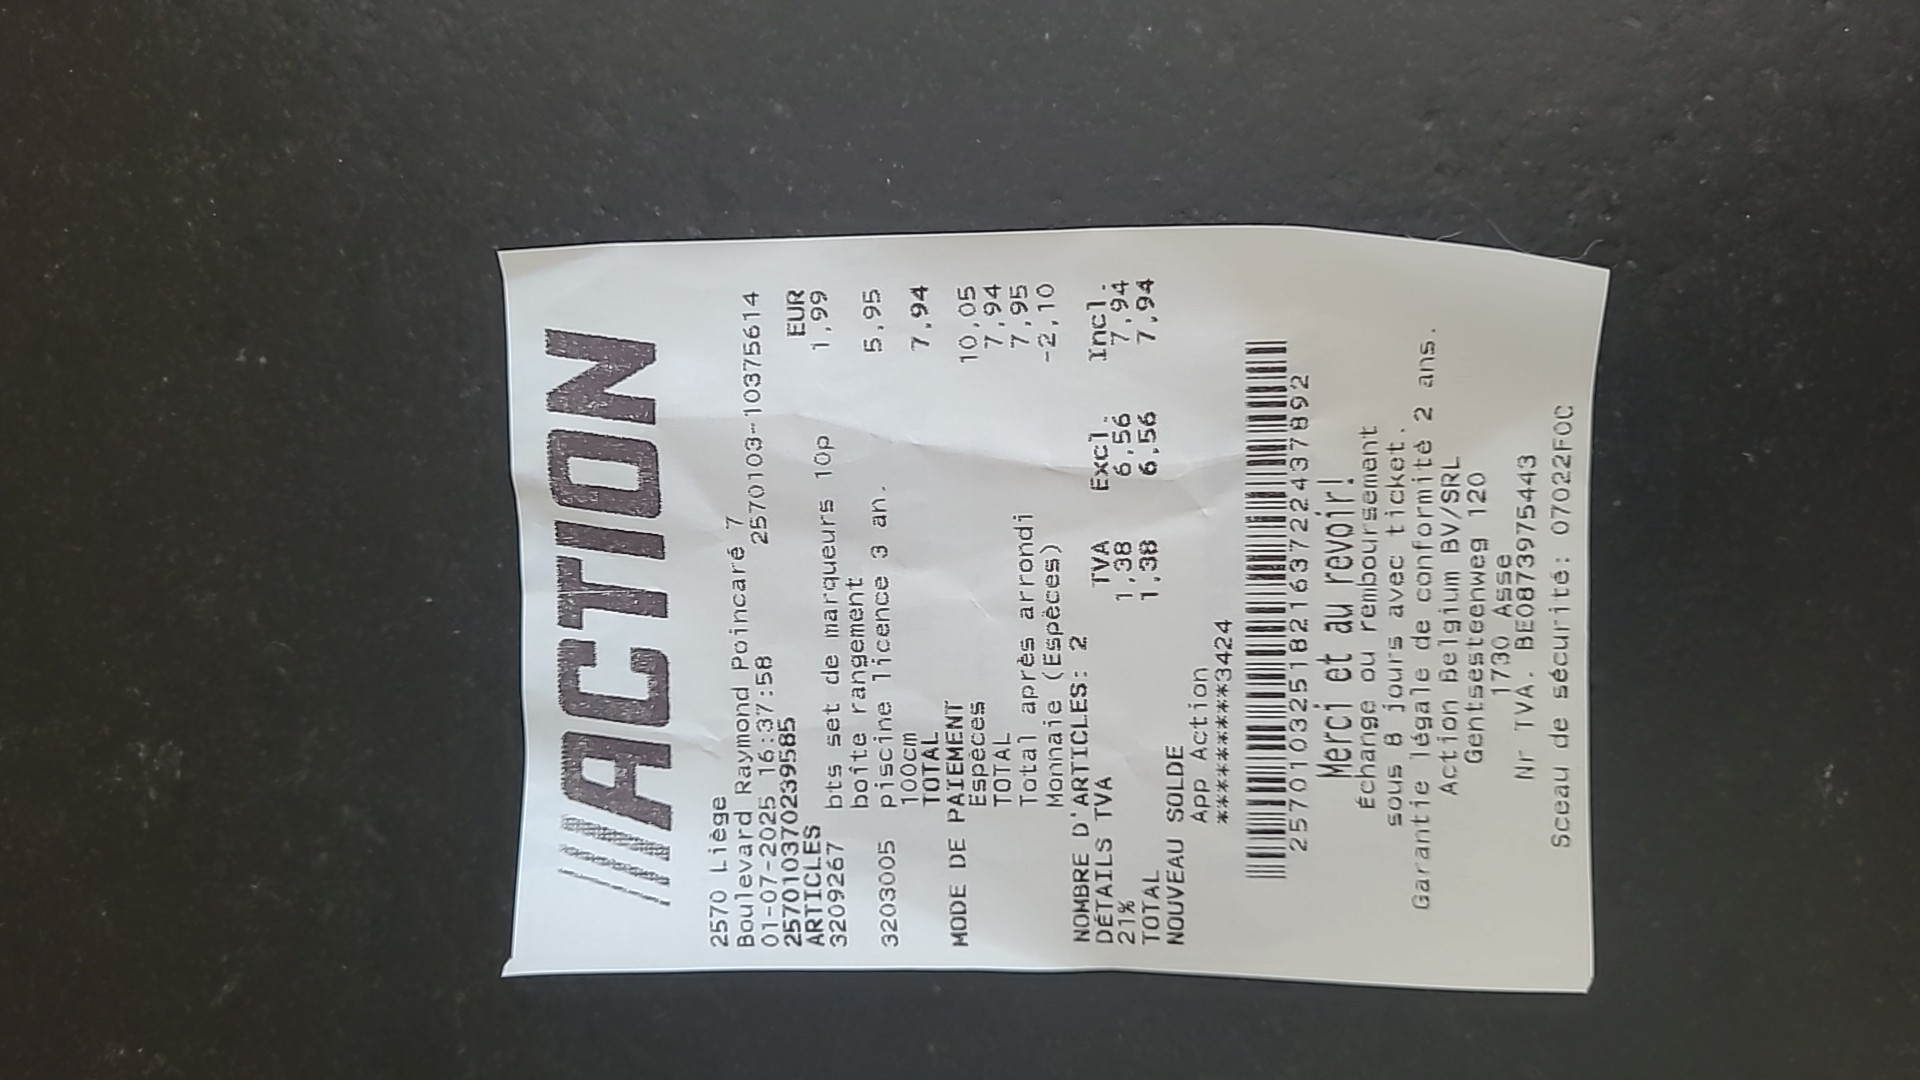 ///ACTION
2570 Liège
Boulevard Raymond Poincaré 7
01-07-2025 16:37:58 2570103-10375614
2570103702395​85
ARTICLES EUR
3209267 bts set de marqueurs 10p 1,99
boîte rangement
3203005 piscine licence 3 an. 5,95
100cm
TOTAL 7,94
MODE DE PAIEMENT
Espèces 10,05
TOTAL 7,94
Total après arrondi 7,95
Monnaie (Espèces) -2,10
NOMBRE D'ARTICLES: 2
DÉTAILS TVA TVA Excl. Incl.
21% 1,38 6,56 7,94
TOTAL 1,38 6,56 7,94
NOUVEAU SOLDE
App Action
*********3424
2570103251821637224378​92
Merci et au revoir!
Échange ou remboursement
sous 8 jours avec ticket.
Garantie légale de conformité 2 ans.
Action Belgium BV/SRL
Gentsesteenweg 120
1730 Asse
Nr TVA. BE0873975443
Sceau de sécurité: 07022F0C